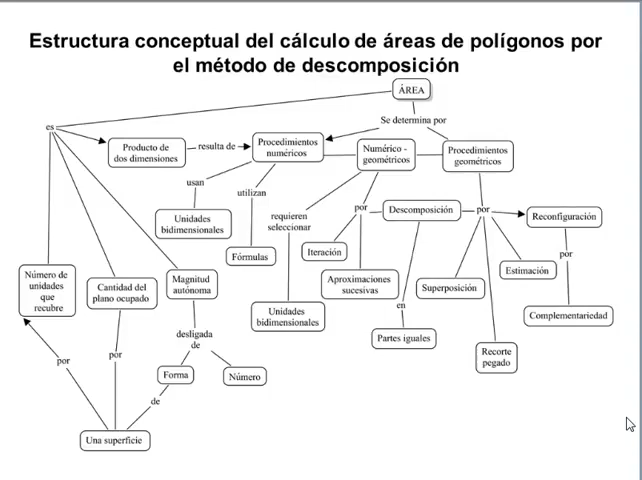 Estructura conceptual del cálculo de áreas de polígonos por
el método de descomposición
ÁREA
Se determina por
es
Producto de
dos dimensiones
resulta de
Procedimientos
numéricos
Numérico -
geométricos
Procedimientos
geométricos
usan
utilizan
requieren
seleccionar
por
Descomposición
por
Reconfiguración
Unidades
bidimensionales
Fórmulas
Iteración
Estimación
por
Número de
unidades
que
recubre
Cantidad del
plano ocupado
Magnitud
autónoma
Aproximaciones
sucesivas
Superposición
en
Unidades
bidimensionales
Complementariedad
desligada
de
Partes iguales
por
por
Forma
Número
Recorte
pegado
de
Una superficie